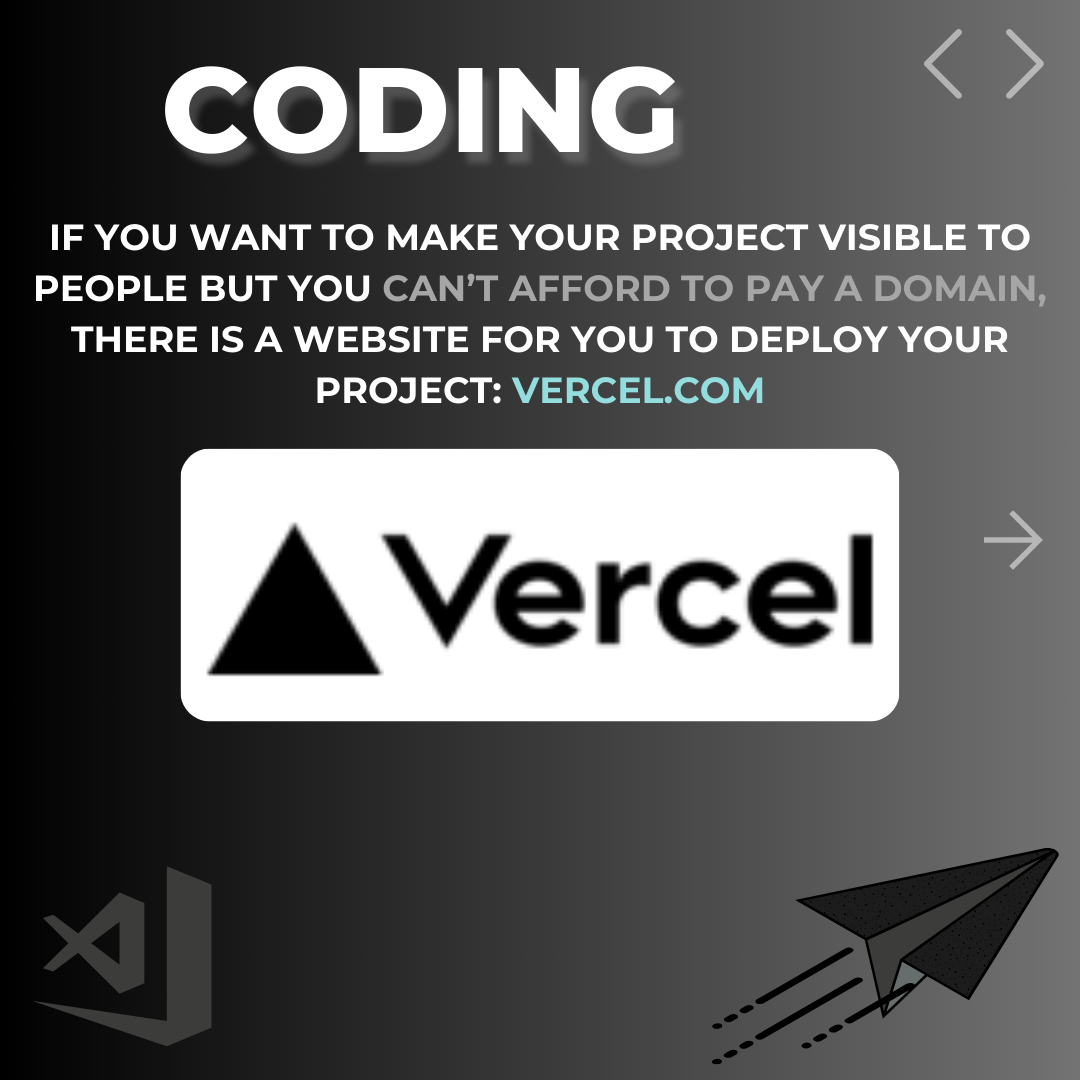 CODING
IF YOU WANT TO MAKE YOUR PROJECT VISIBLE TO
PEOPLE BUT YOU CAN'T AFFORD TO PAY A DOMAIN,
THERE IS A WEBSITE FOR YOU TO DEPLOY YOUR
PROJECT: VERCEL.COM
Vercel